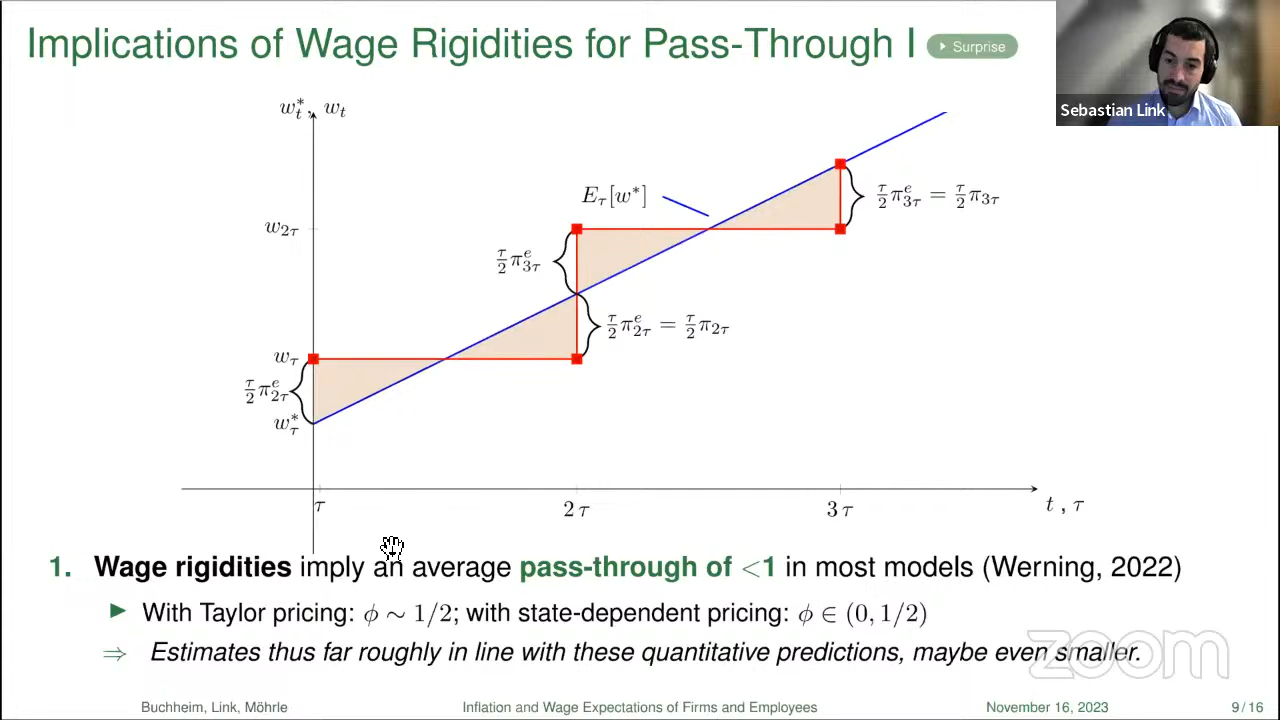 Implications of Wage Rigidities for Pass-Through I
Surprise
Sebastian Link
w*t, wt
Eτ[w*]
τ/2 π^e_3τ = τ/2 π_3τ
w2τ
τ/2 π^e_3τ
τ/2 π^e_2τ = τ/2 π_2τ
wτ
τ/2 π^e_2τ
w*τ
τ
2τ
3τ
t , τ
1. Wage rigidities imply an average pass-through of <1 in most models (Werning, 2022)
With Taylor pricing: ϕ ∼ 1/2; with state-dependent pricing: ϕ ∈ (0, 1/2)
⇒ Estimates thus far roughly in line with these quantitative predictions, maybe even smaller.
zoom
Buchheim, Link, Möhrle
Inflation and Wage Expectations of Firms and Employees
November 16, 2023
9 / 16